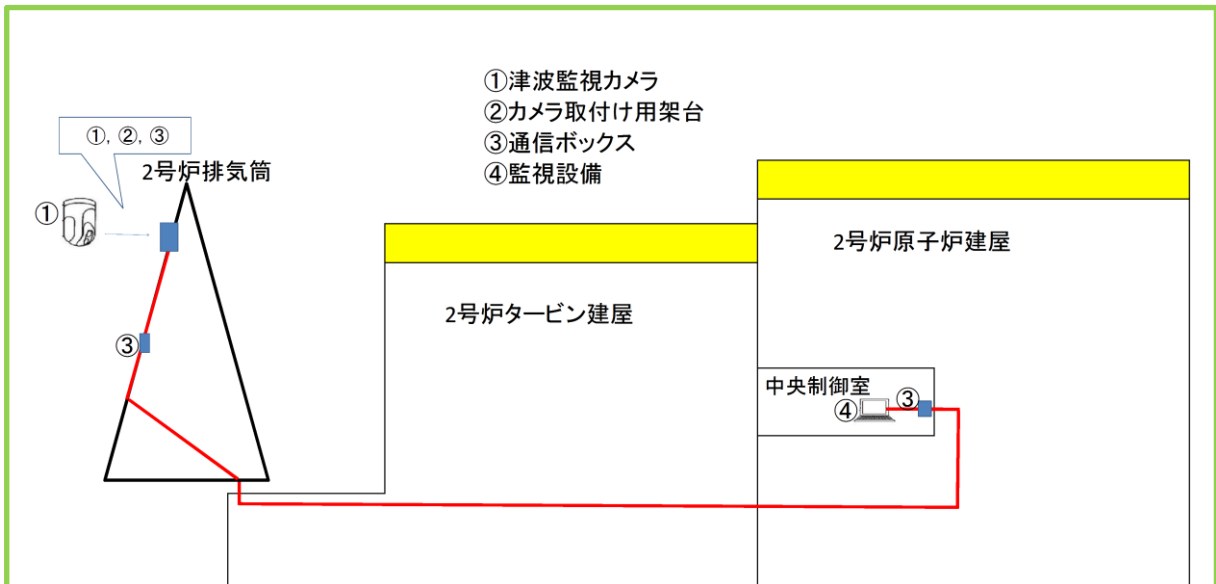 ①津波監視カメラ
②カメラ取付け用架台
③通信ボックス
④監視設備
①, ②, ③
2号炉排気筒
①
2号炉原子炉建屋
2号炉タービン建屋
③
中央制御室
④
③